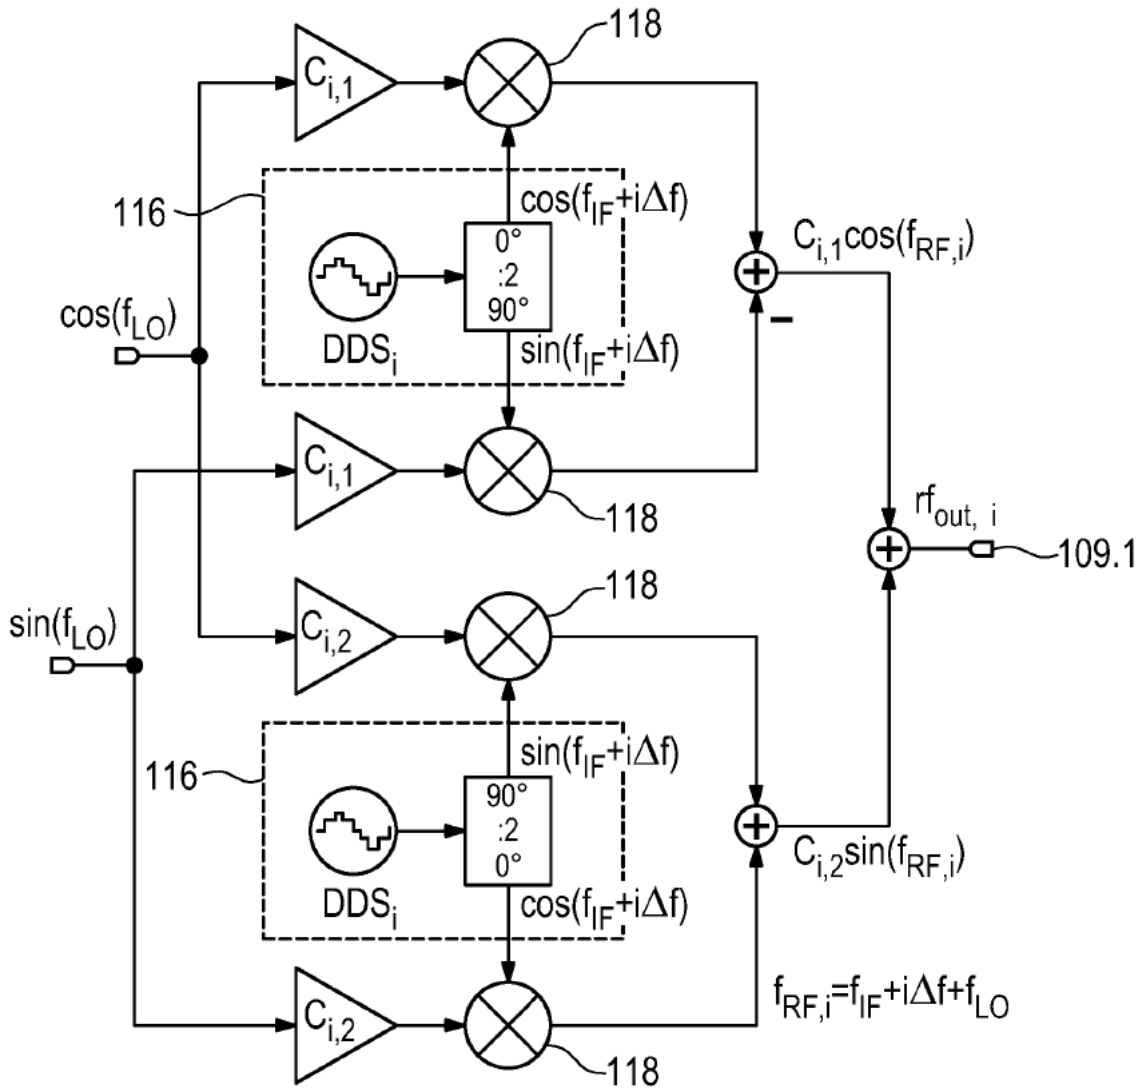 118
C_{i,1}
cos(f_{IF}+iΔf)
116
0°
:2
90°
C_{i,1}cos(f_{RF,i})
cos(f_{LO})
DDS_i
sin(f_{IF}+iΔf)
−
C_{i,1}
118
rf_{out, i}
109.1
118
sin(f_{LO})
C_{i,2}
sin(f_{IF}+iΔf)
116
90°
:2
0°
C_{i,2}sin(f_{RF,i})
DDS_i
cos(f_{IF}+iΔf)
f_{RF,i}=f_{IF}+iΔf+f_{LO}
C_{i,2}
118